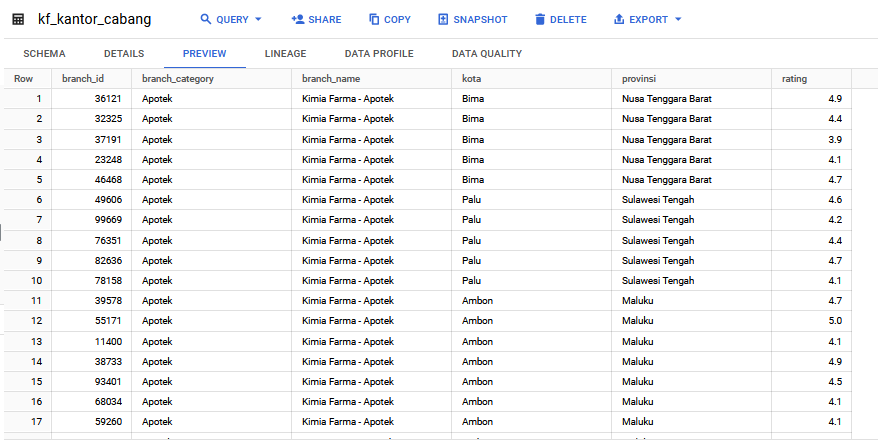 kf_kantor_cabang QUERY SHARE COPY SNAPSHOT DELETE EXPORT
SCHEMA DETAILS PREVIEW LINEAGE DATA PROFILE DATA QUALITY
Row branch_id branch_category branch_name kota provinsi rating
1 36121 Apotek Kimia Farma - Apotek Bima Nusa Tenggara Barat 4.9
2 32325 Apotek Kimia Farma - Apotek Bima Nusa Tenggara Barat 4.4
3 37191 Apotek Kimia Farma - Apotek Bima Nusa Tenggara Barat 3.9
4 23248 Apotek Kimia Farma - Apotek Bima Nusa Tenggara Barat 4.1
5 46468 Apotek Kimia Farma - Apotek Bima Nusa Tenggara Barat 4.7
6 49606 Apotek Kimia Farma - Apotek Palu Sulawesi Tengah 4.6
7 99669 Apotek Kimia Farma - Apotek Palu Sulawesi Tengah 4.2
8 76351 Apotek Kimia Farma - Apotek Palu Sulawesi Tengah 4.4
9 82636 Apotek Kimia Farma - Apotek Palu Sulawesi Tengah 4.7
10 78158 Apotek Kimia Farma - Apotek Palu Sulawesi Tengah 4.1
11 39578 Apotek Kimia Farma - Apotek Ambon Maluku 4.7
12 55171 Apotek Kimia Farma - Apotek Ambon Maluku 5.0
13 11400 Apotek Kimia Farma - Apotek Ambon Maluku 4.1
14 38733 Apotek Kimia Farma - Apotek Ambon Maluku 4.9
15 93401 Apotek Kimia Farma - Apotek Ambon Maluku 4.5
16 68034 Apotek Kimia Farma - Apotek Ambon Maluku 4.1
17 59260 Apotek Kimia Farma - Apotek Ambon Maluku 4.1